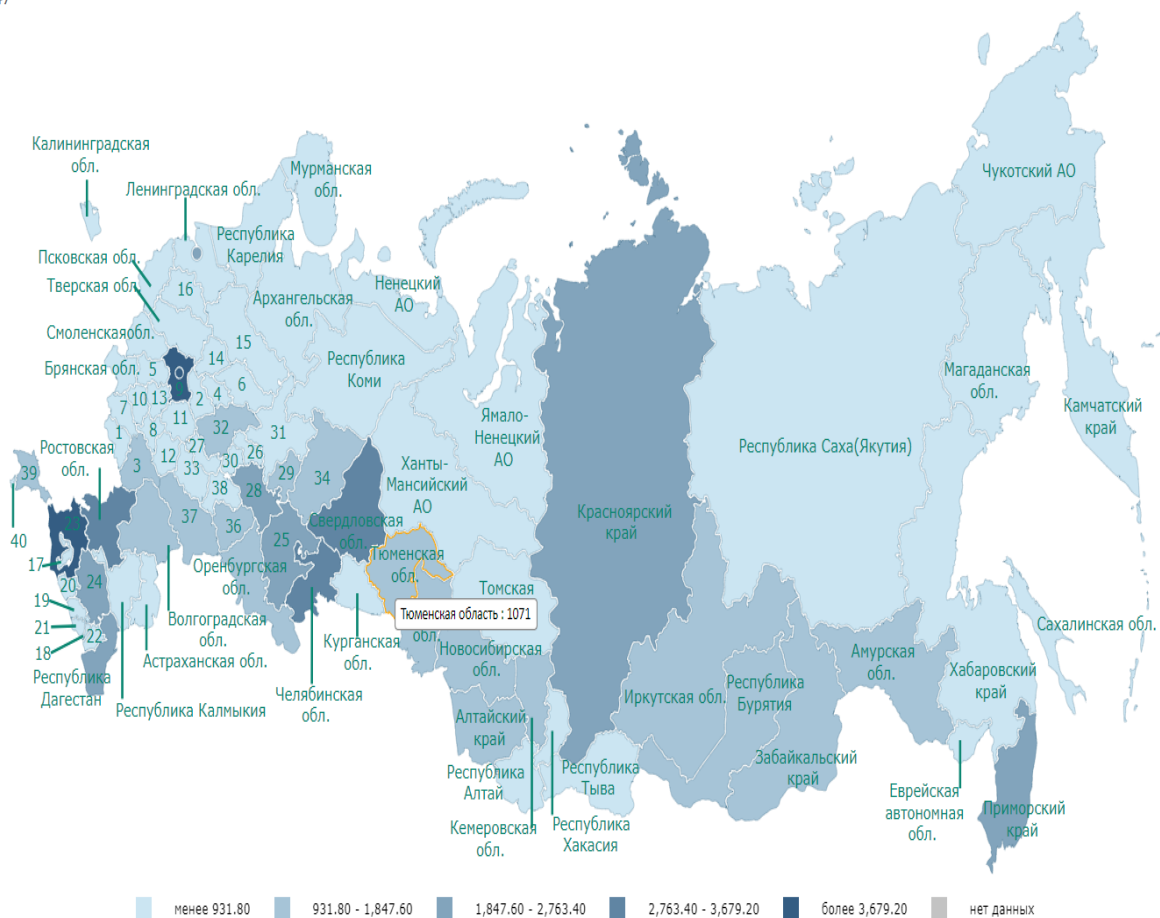 Калининградская
обл.
Мурманская
обл.
Ленинградская обл.
Чукотский АО
Республика
Карелия
Псковская обл.
Тверская обл.
16
Ненецкий
АО
Архангельская
обл.
Смоленскаяобл.
15
14
Республика
Коми
Брянская обл.
5
6
Магаданская
обл.
10
13
2
4
7
11
Камчатский
край
Ямало-
Ненецкий
АО
1
8
32
31
Республика Саха(Якутия)
Ростовская
обл.
27
26
12
33
30
3
39
29
34
Ханты-
Мансийский
АО
38
28
Красноярский
край
37
23
36
Свердловская
обл.
40
25
Тюменская
обл.
17
Оренбургская
обл.
20
24
Томская
19
Тюменская область : 1071
Волгоградская
обл.
21
22
обл.
Сахалинская обл.
18
Курганская
обл.
Новосибирская
обл.
Амурская
обл.
Астраханская обл.
Хабаровский
край
Республика
Дагестан
Челябинская
обл.
Иркутская обл.
Республика
Бурятия
Республика Калмыкия
Алтайский
край
Забайкальский
край
Республика
Алтай
Республика
Тыва
Еврейская
автономная
обл.
Приморский
край
Кемеровская
обл.
Республика
Хакасия
менее 931.80
931.80 - 1,847.60
1,847.60 - 2,763.40
2,763.40 - 3,679.20
более 3,679.20
нет данных